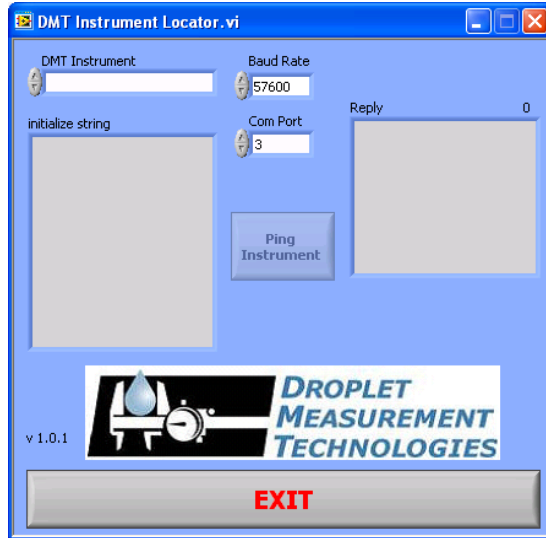 DMT Instrument Locator.vi
DMT Instrument
Baud Rate
57600
Reply 0
initialize string
Com Port
3
Ping
Instrument
DROPLET
MEASUREMENT
TECHNOLOGIES
v 1.0.1
EXIT